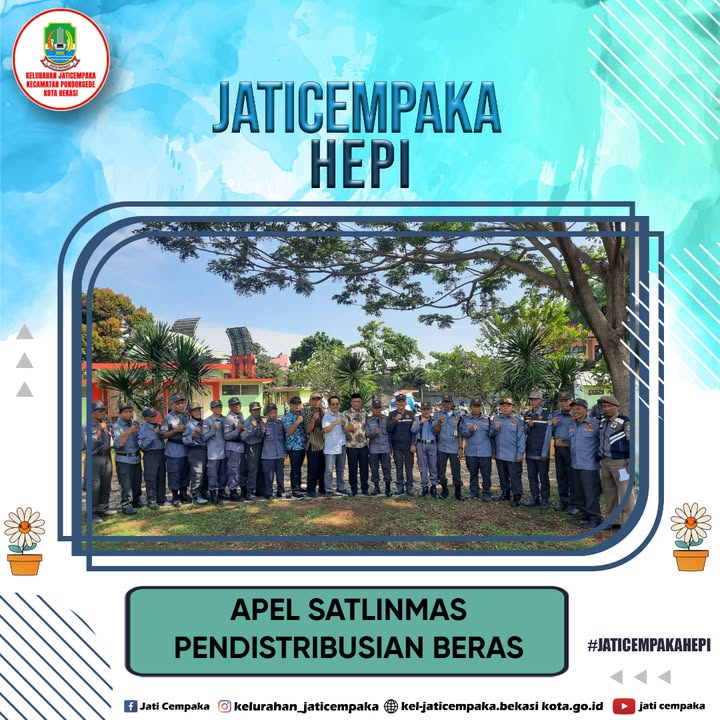 KELURAHAN JATICEMPAKA
KECAMATAN PONDOKGEDE
KOTA BEKASI
JATICEMPAKA
HEPI
APEL SATLINMAS
PENDISTRIBUSIAN BERAS
#JATICEMPAKAHEPI
Jati Cempaka
kelurahan_jaticempaka
kel-jaticempaka.bekasi kota.go.id
jati cempaka